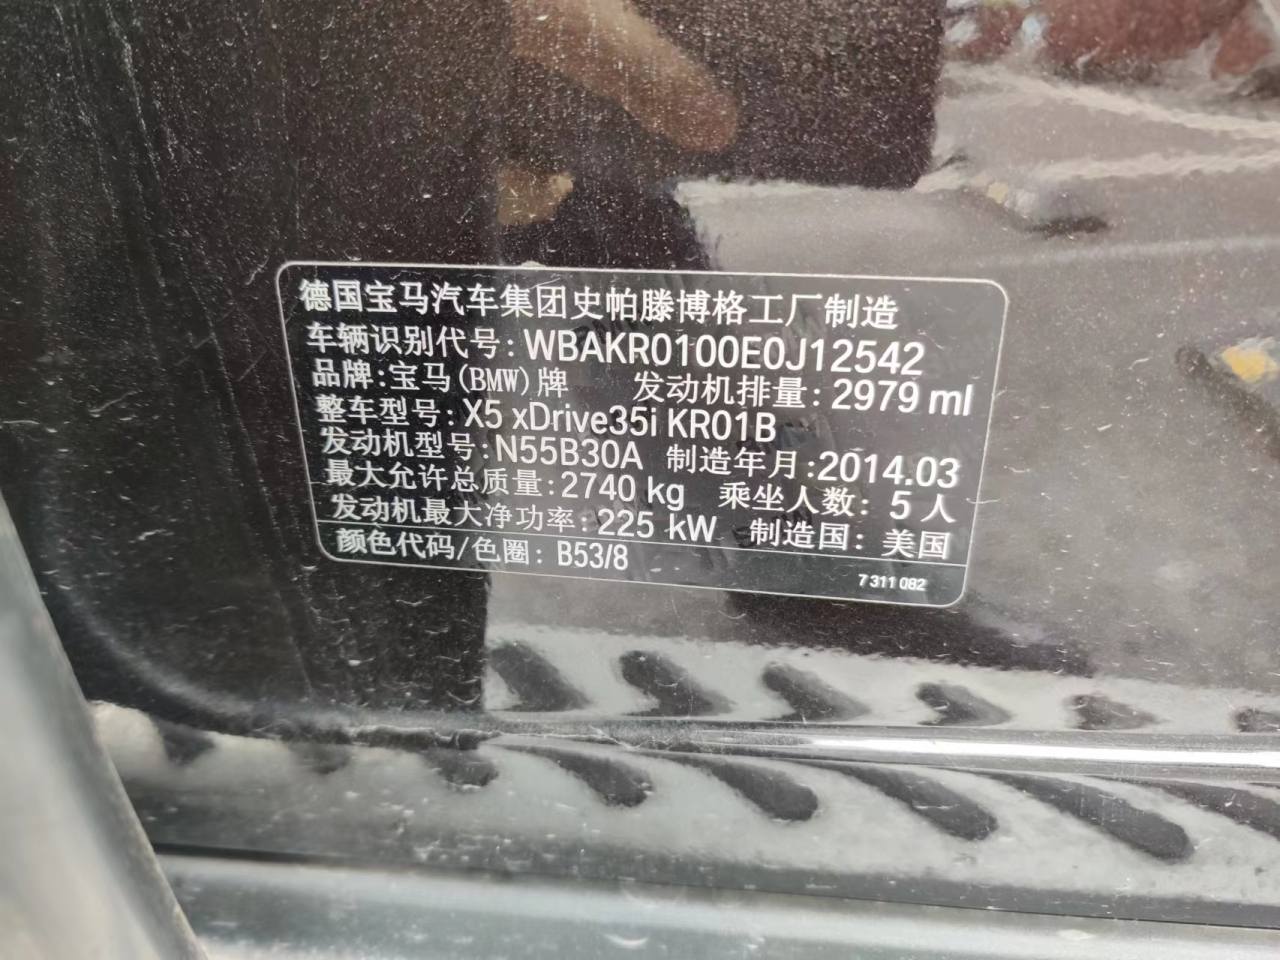 德国宝马汽车集团史帕滕博格工厂制造
车辆识别代号: WBAKR0100E0J12542
品牌:宝马(BMW)牌 发动机排量: 2979 ml
整车型号: X5 xDrive35i KR01B
发动机型号: N55B30A 制造年月:2014.03
最大允许总质量: 2740 kg 乘坐人数: 5 人
发动机最大净功率: 225 kW 制造国: 美国
颜色代码/色圈: B53/8
7 311 082